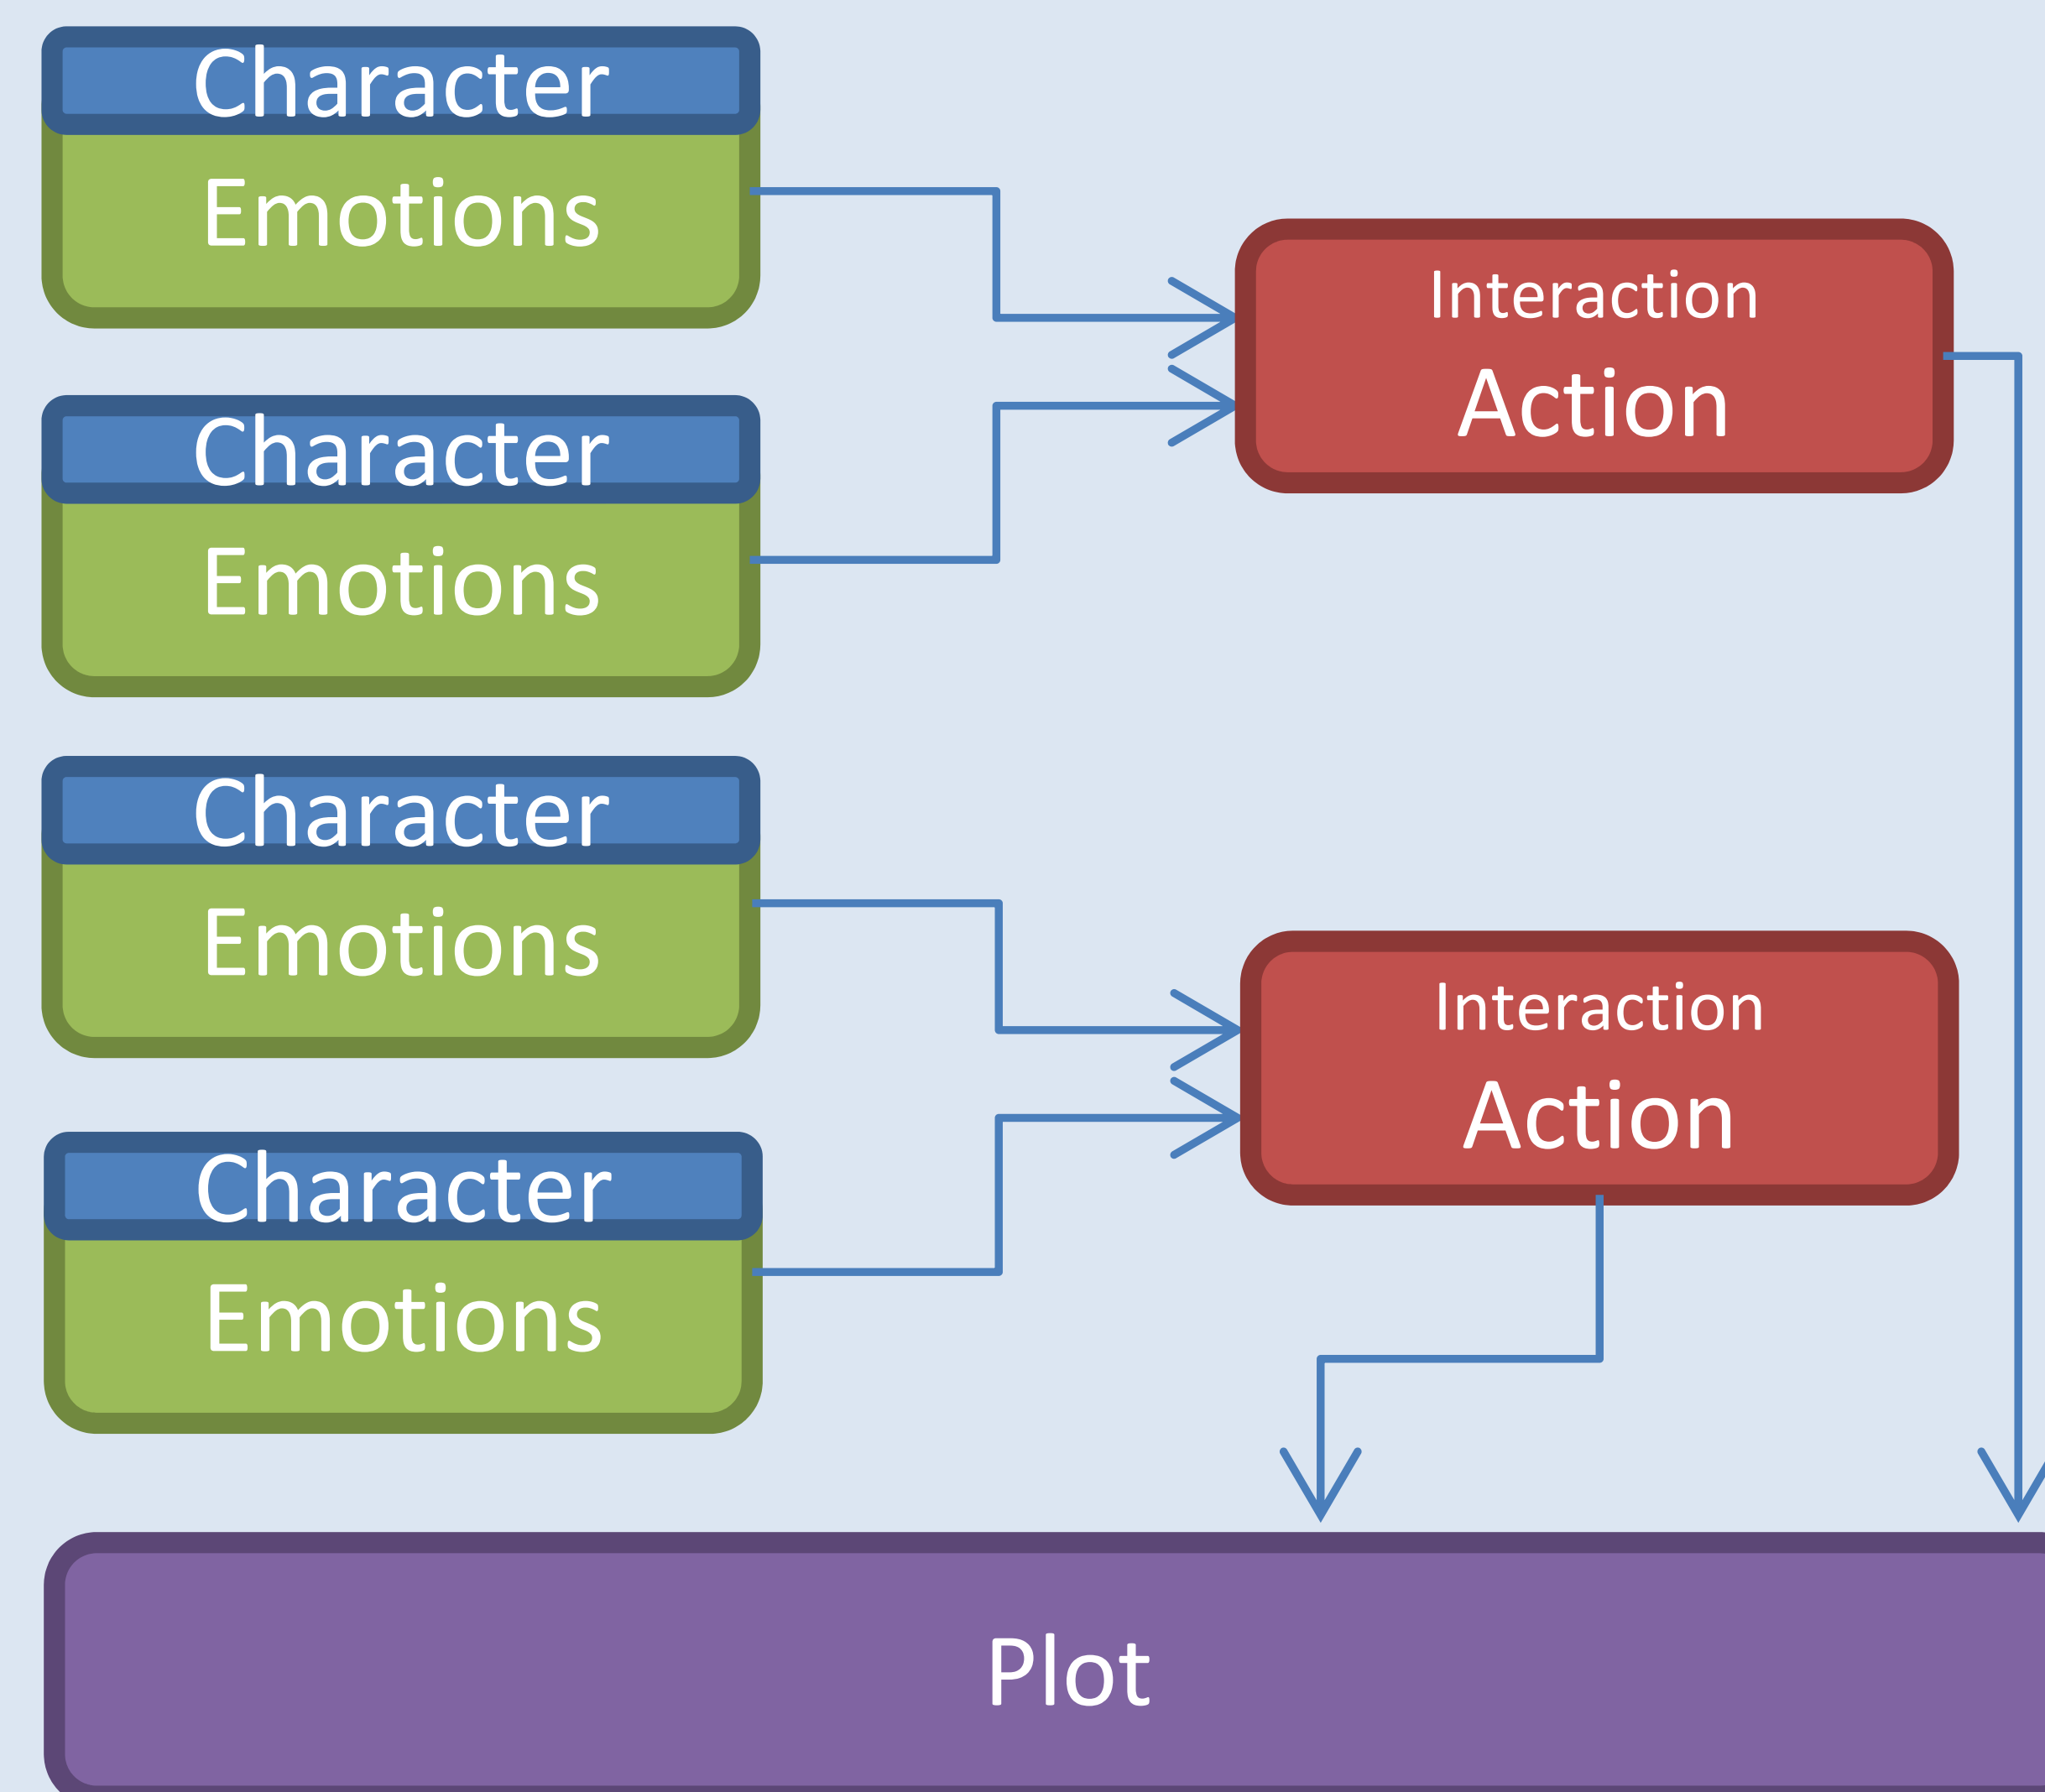 Character
Emotions
Character
Emotions
Character
Emotions
Character
Emotions
Interaction
Action
Interaction
Action
Plot